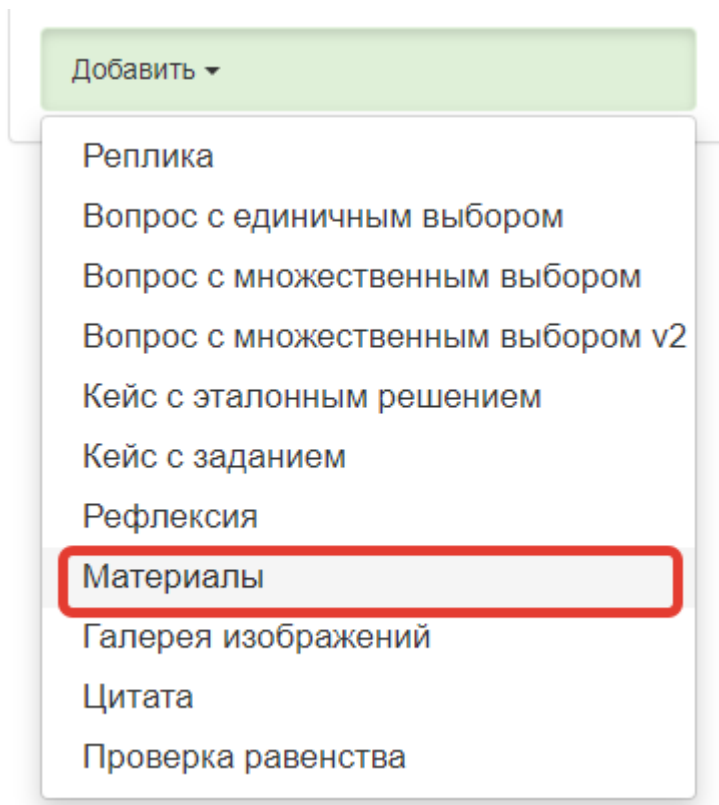 Добавить
Реплика
Вопрос с единичным выбором
Вопрос с множественным выбором
Вопрос с множественным выбором v2
Кейс с эталонным решением
Кейс с заданием
Рефлексия
Материалы
Галерея изображений
Цитата
Проверка равенства